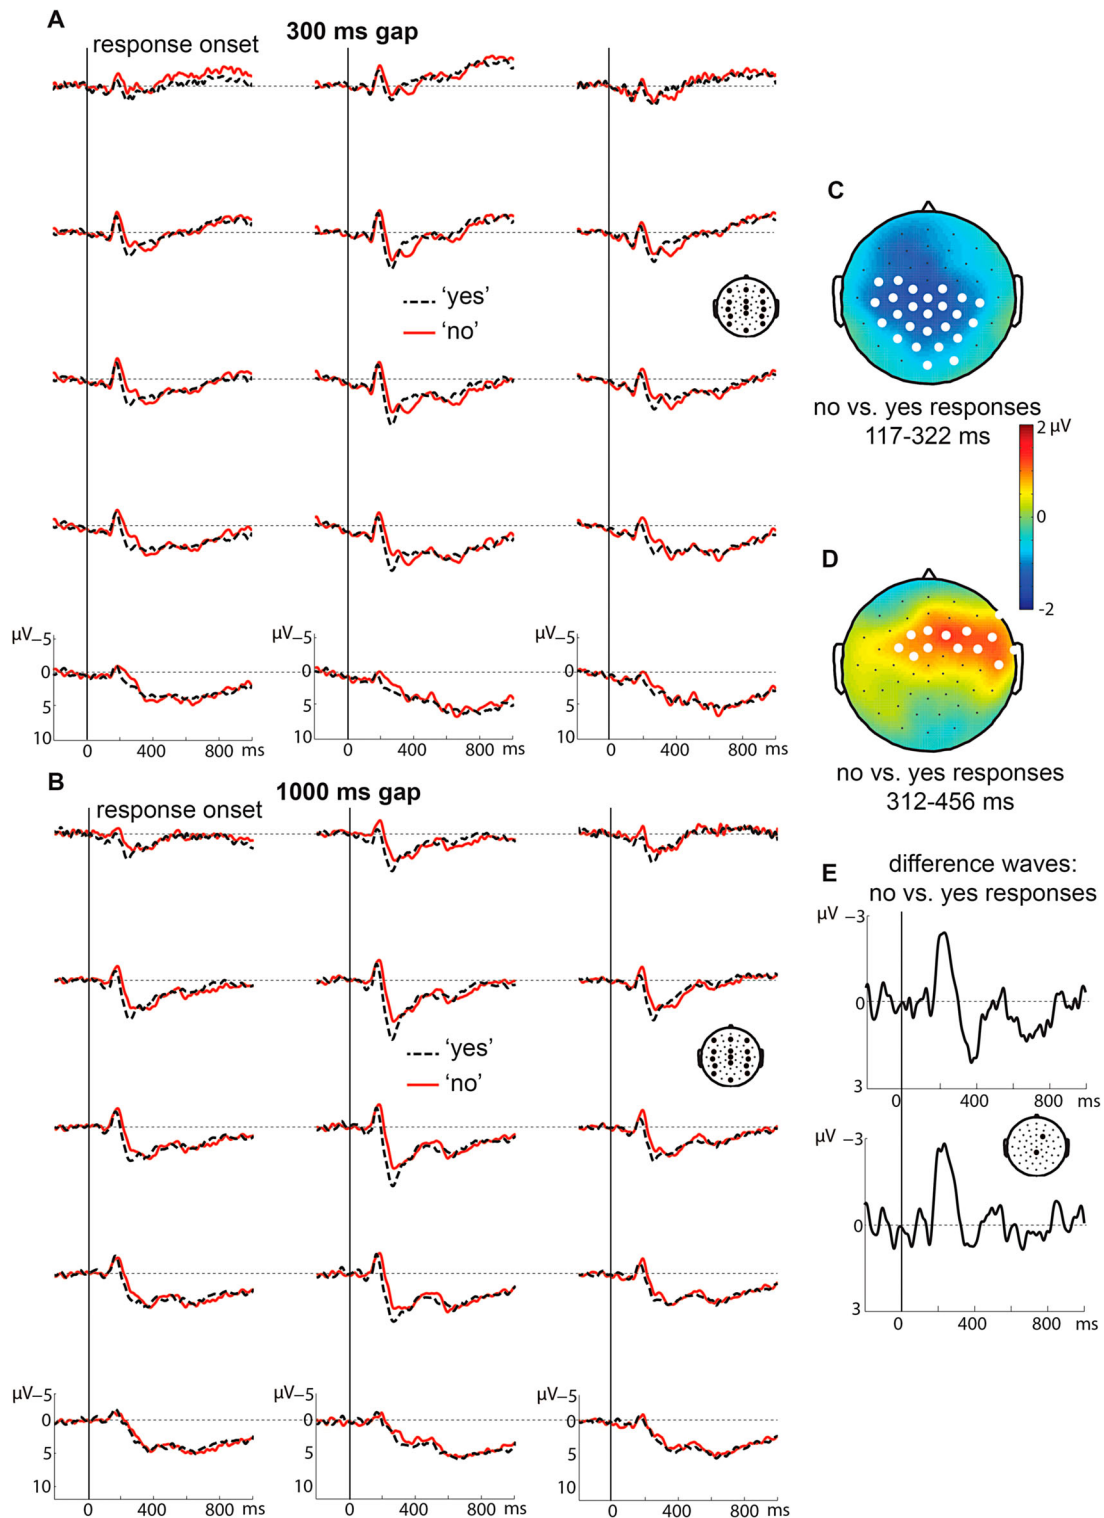 A
300 ms gap
response onset
'yes'
'no'
μV -5
0
5
10
0 400 800 ms
μV -5
0
5
10
0 400 800 ms
μV -5
0
5
10
0 400 800 ms
B
1000 ms gap
response onset
'yes'
'no'
μV -5
0
5
10
0 400 800 ms
μV -5
0
5
10
0 400 800 ms
μV -5
0
5
10
0 400 800 ms
C
no vs. yes responses
117-322 ms
2 μV
0
-2
D
no vs. yes responses
312-456 ms
E
difference waves:
no vs. yes responses
μV -3
0
3
0 400 800 ms
μV -3
0
3
0 400 800 ms